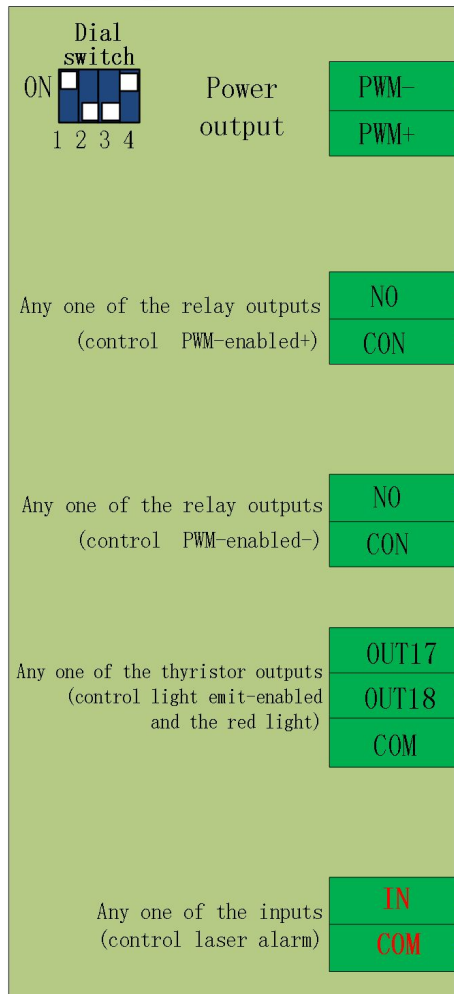 Dial
switch
ON
1 2 3 4
Power
output
PWM-
PWM+
Any one of the relay outputs
(control PWM-enabled+)
NO
CON
Any one of the relay outputs
(control PWM-enabled-)
NO
CON
Any one of the thyristor outputs
(control light emit-enabled
and the red light)
OUT17
OUT18
COM
Any one of the inputs
(control laser alarm)
IN
COM